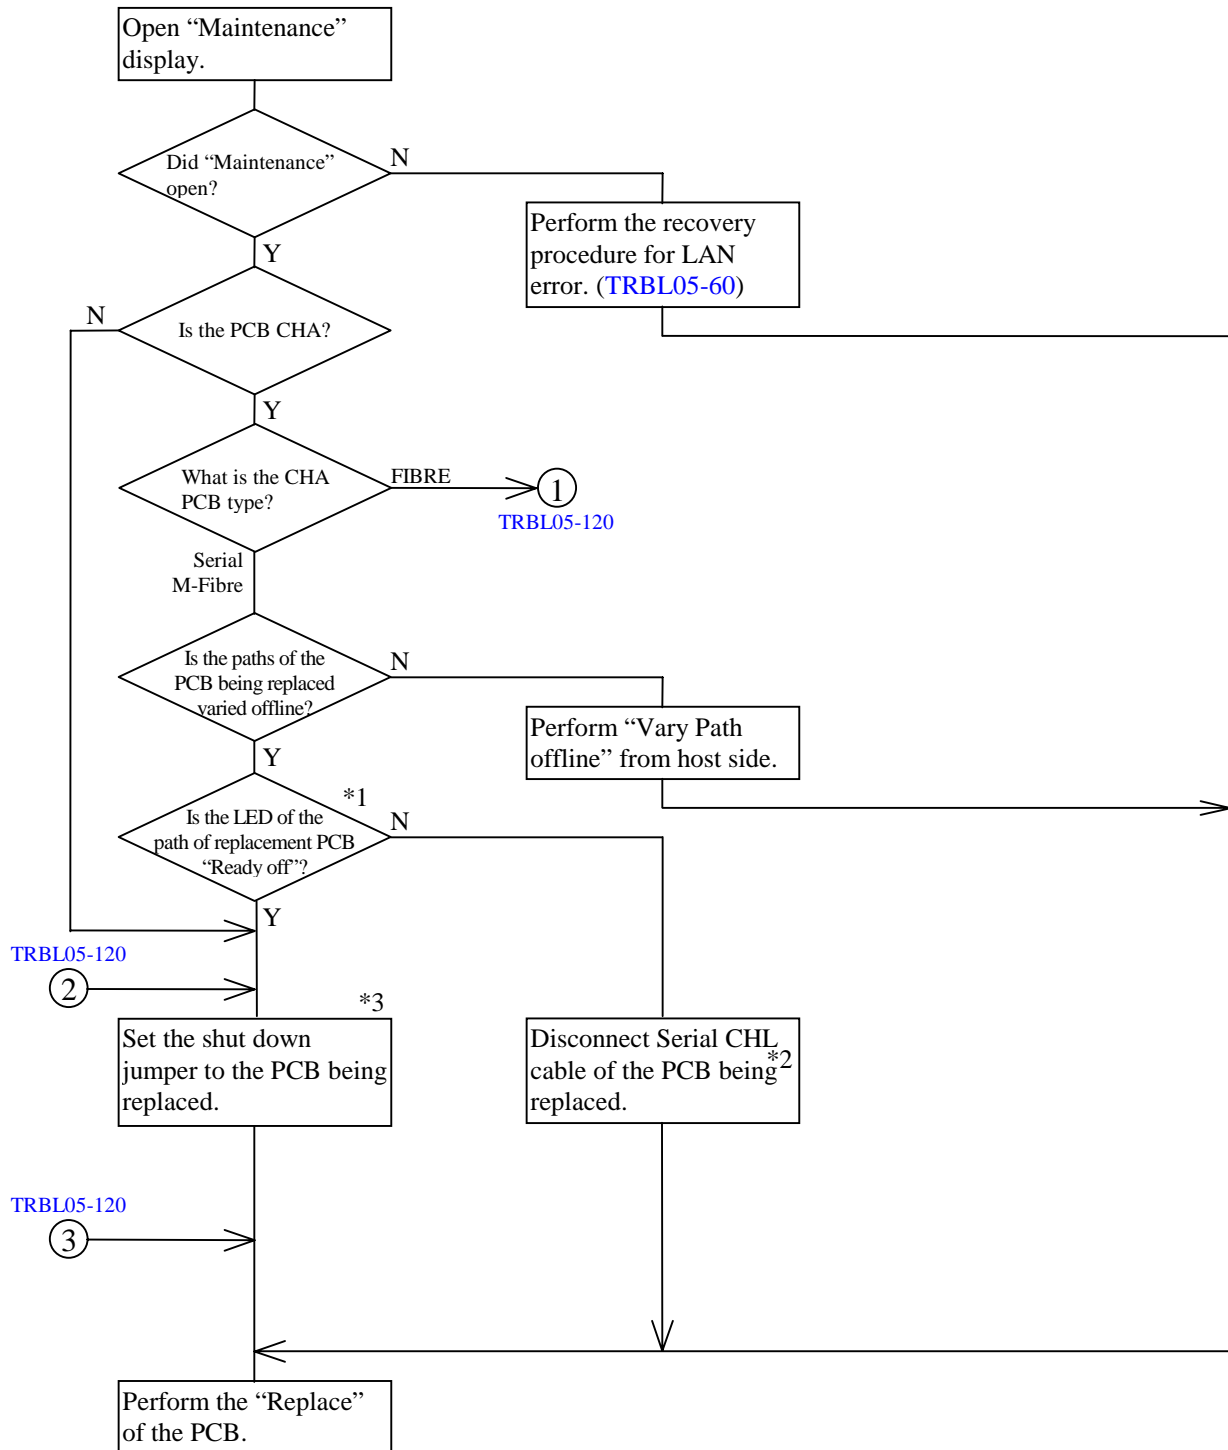 Open “Maintenance”
display.
Did “Maintenance”
open?
N
Y
Perform the recovery
procedure for LAN
error. (TRBL05-60)
N
Is the PCB CHA?
Y
What is the CHA
PCB type?
FIBRE
1
TRBL05-120
Serial
M-Fibre
Is the paths of the
PCB being replaced
varied offline?
N
Y
Perform “Vary Path
offline” from host side.
*1
Is the LED of the
path of replacement PCB
“Ready off”?
N
Y
TRBL05-120
2
*3
Set the shut down
jumper to the PCB being
replaced.
Disconnect Serial CHL
cable of the PCB being*2
replaced.
TRBL05-120
3
Perform the “Replace”
of the PCB.